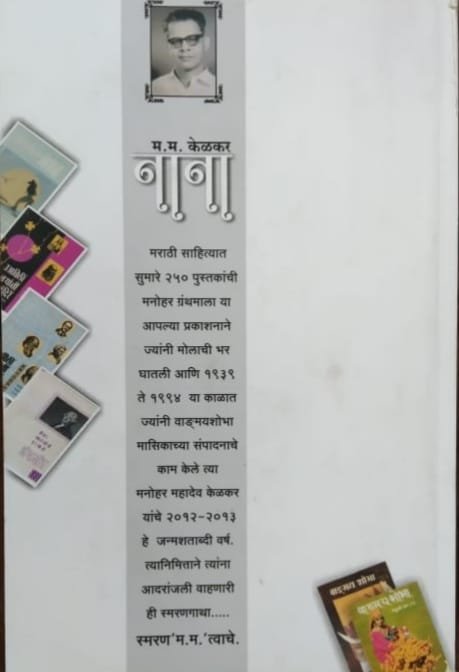 म.म. केळकर
नाना
मराठी साहित्यात
सुमारे २५० पुस्तकांची
मनोहर ग्रंथमाला या
आपल्या प्रकाशनाने
ज्यांनी मोलाची भर
घातली आणि १९३९
ते १९९४ या काळात
ज्यांनी वाङ्मयशोभा
मासिकाच्या संपादनाचे
काम केले त्या
मनोहर महादेव केळकर
यांचे २०१२-२०१३
हे जन्मशताब्दी वर्ष.
त्यानिमित्ताने त्यांना
आदरांजली वाहणारी
ही स्मरणगाथा.....
स्मरण'म.म.'त्वाचे.
वाङ्मय शोभा